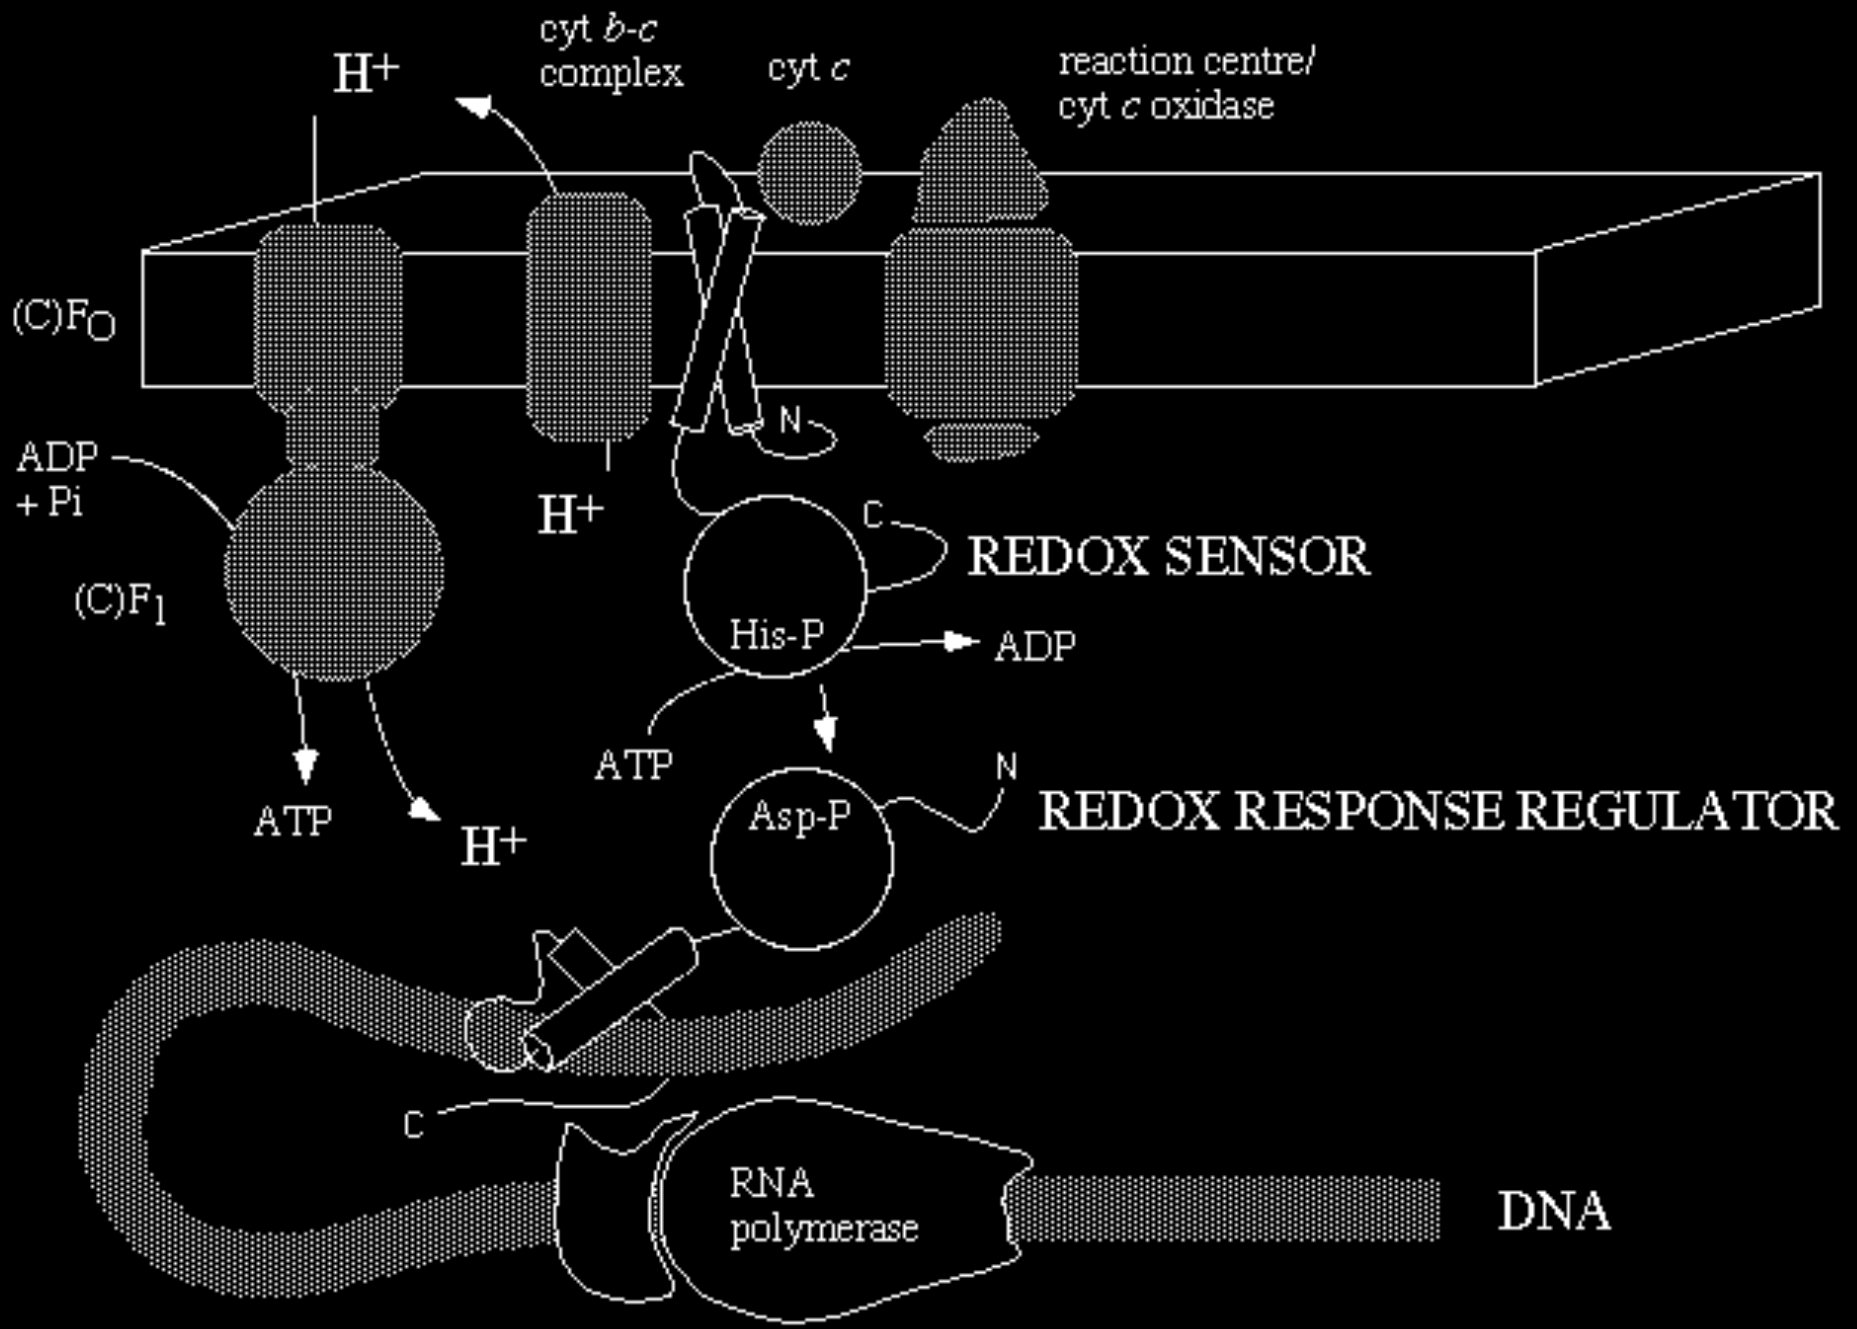 cyt b-c
complex
cyt c
reaction centre/
cyt c oxidase
H+
(C)FO
N
ADP
+ Pi
H+
C
REDOX SENSOR
(C)F1
His-P
ADP
ATP
N
ATP
H+
Asp-P
REDOX RESPONSE REGULATOR
C
RNA
polymerase
DNA